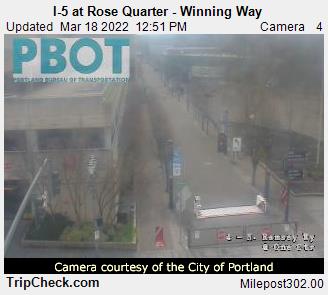 I-5 at Rose Quarter - Winning Way
Updated Mar 18 2022 12:51 PM Camera 4
PBOT
PORTLAND BUREAU OF TRANSPORTATION
Camera courtesy of the City of Portland
TripCheck.com Milepost302.00